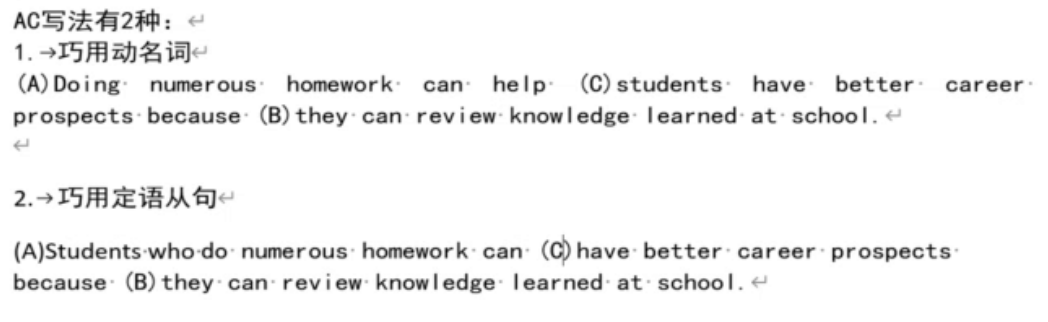 AC写法有2种：
1.→巧用动名词
(A)Doing numerous homework can help (C)students have better career
prospects because (B)they can review knowledge learned at school.
2.→巧用定语从句
(A)Students who do numerous homework can (C)have better career prospects
because (B)they can review knowledge learned at school.